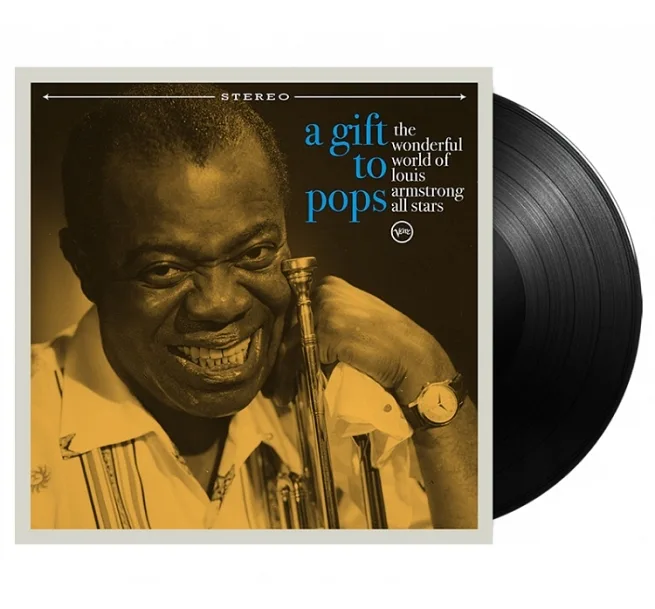 STEREO
a gift
to
pops
the
wonderful
world of
louis
armstrong
all stars
Verve